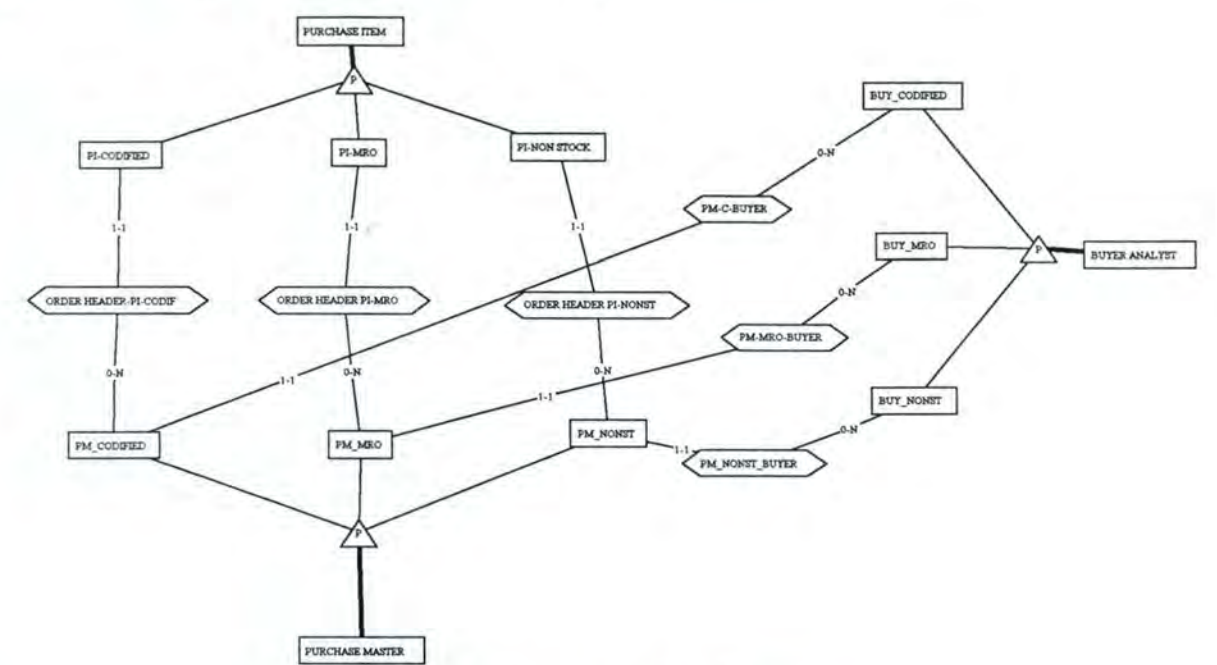 PURCHASE ITEM
P
BUY_CODIFIED
PI-CODIFIED
PI-MRO
PI-NON STOCK
0-N
PM-C-BUYER
1-1
1-1
1-1
BUY_MRO
P
BUYER ANALYST
ORDER HEADER-PI-CODIF
ORDER HEADER PI-MRO
ORDER HEADER PI-NONST
0-N
PM-MRO-BUYER
0-N
0-N
0-N
1-1
1-1
BUY_NONST
PM_CODIFIED
PM_MRO
PM_NONST
0-N
1-1
PM_NONST_BUYER
P
PURCHASE MASTER